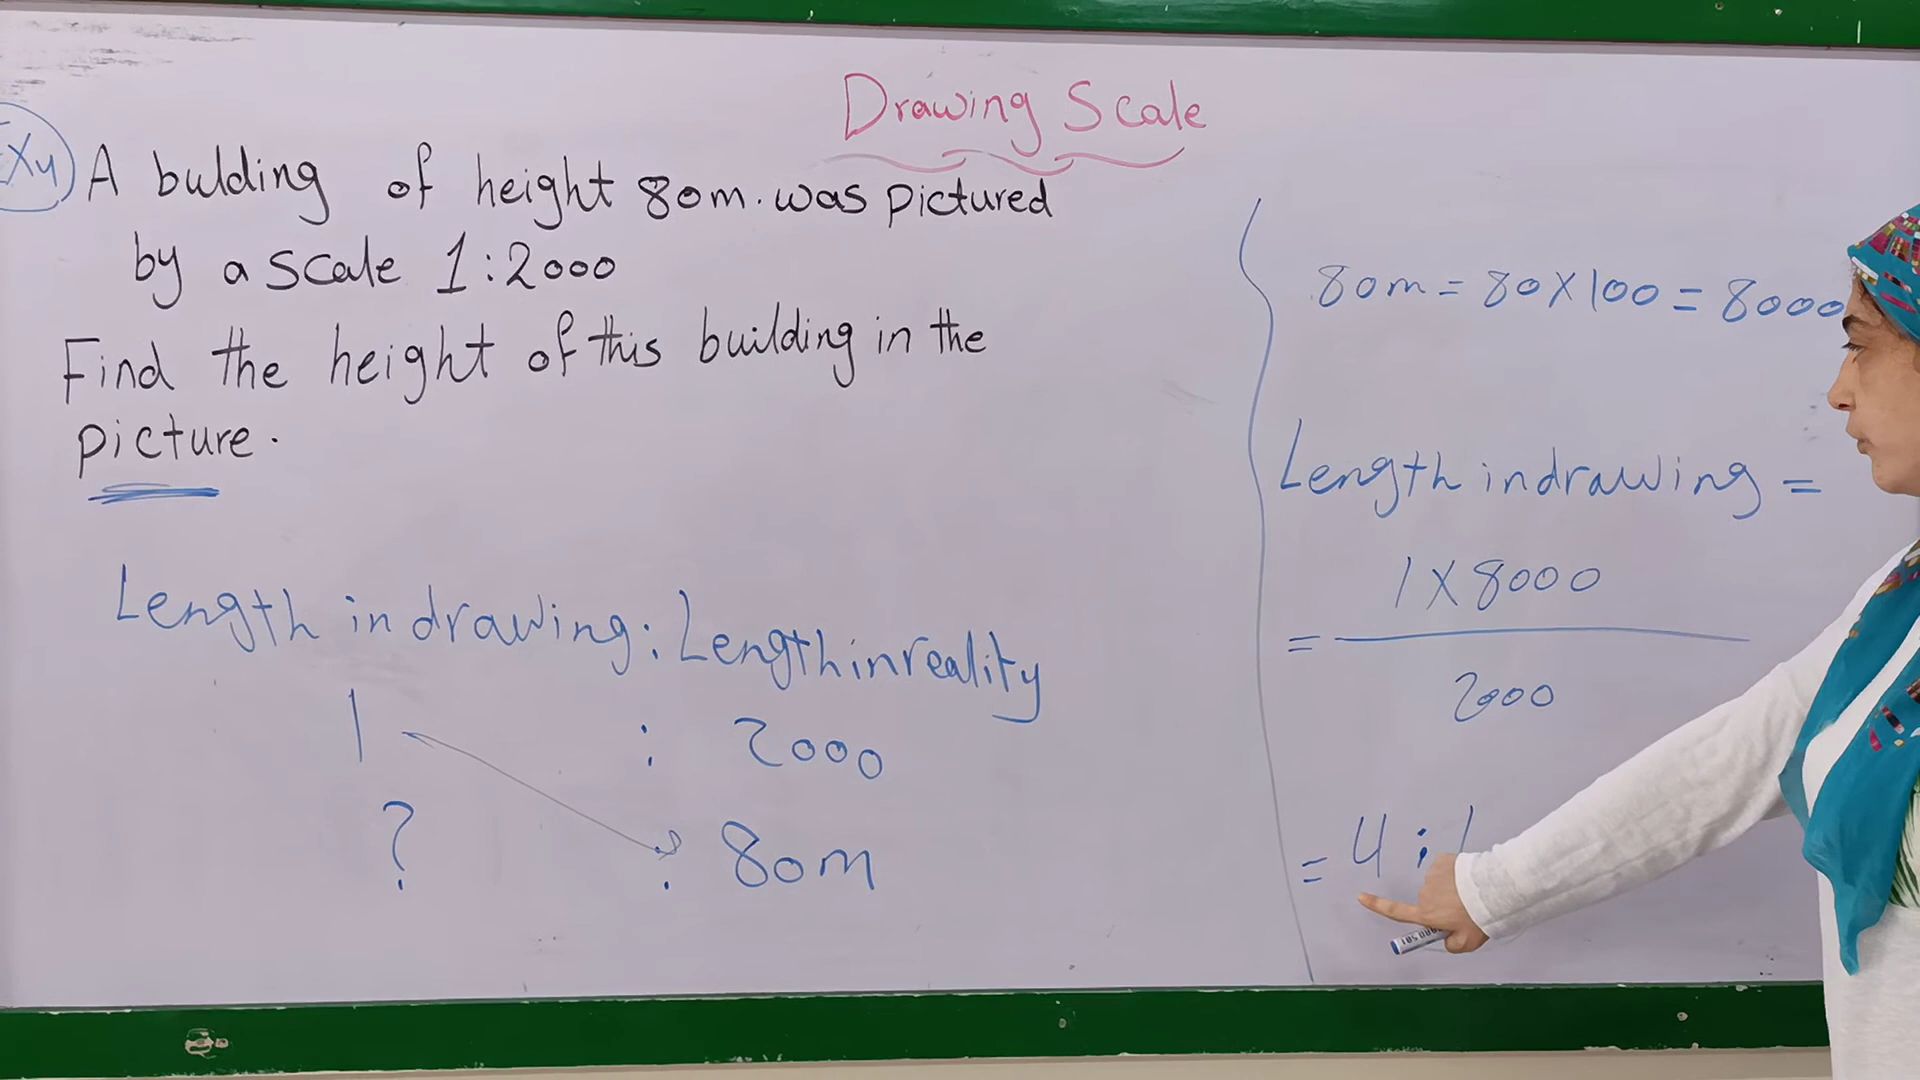 Drawing Scale
EX4 A bulding of height 80m. was pictured
by a scale 1:2000
Find the height of this building in the
picture.
Length in drawing : Length in reality
1 : 2000
? : 80m
80m = 80 X 100 = 8000
Length in drawing =
= 1 X 8000
2000
= 4 :